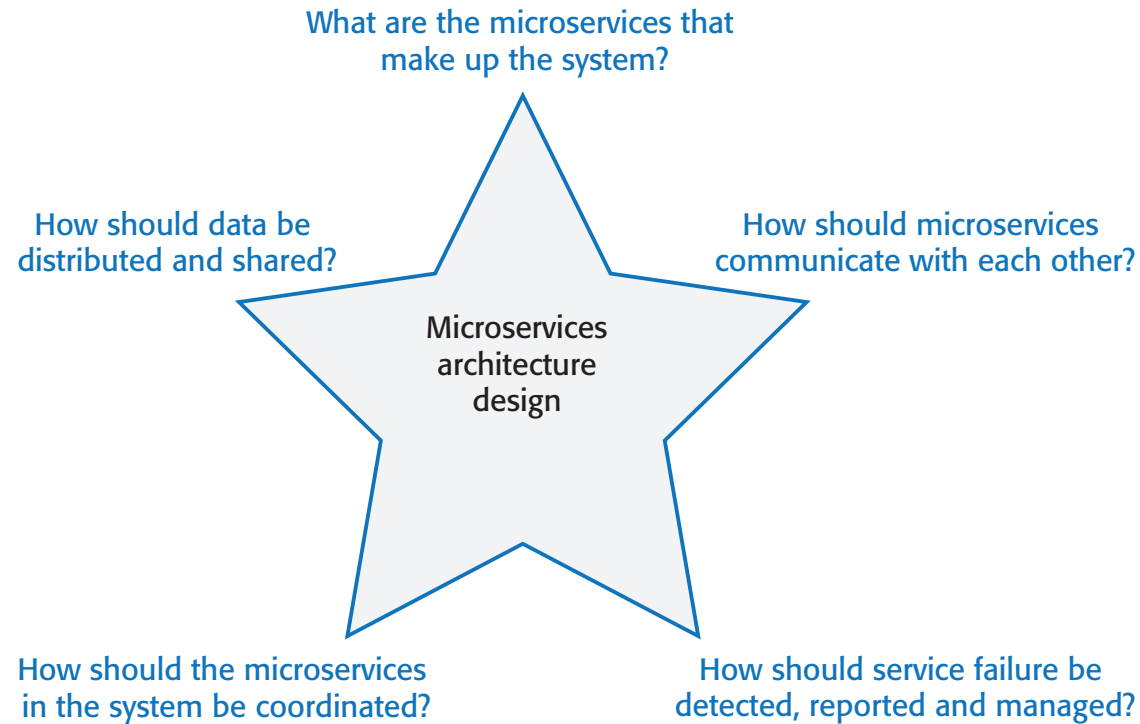 What are the microservices that
make up the system?
How should data be
distributed and shared?
How should microservices
communicate with each other?
Microservices
architecture
design
How should the microservices
in the system be coordinated?
How should service failure be
detected, reported and managed?